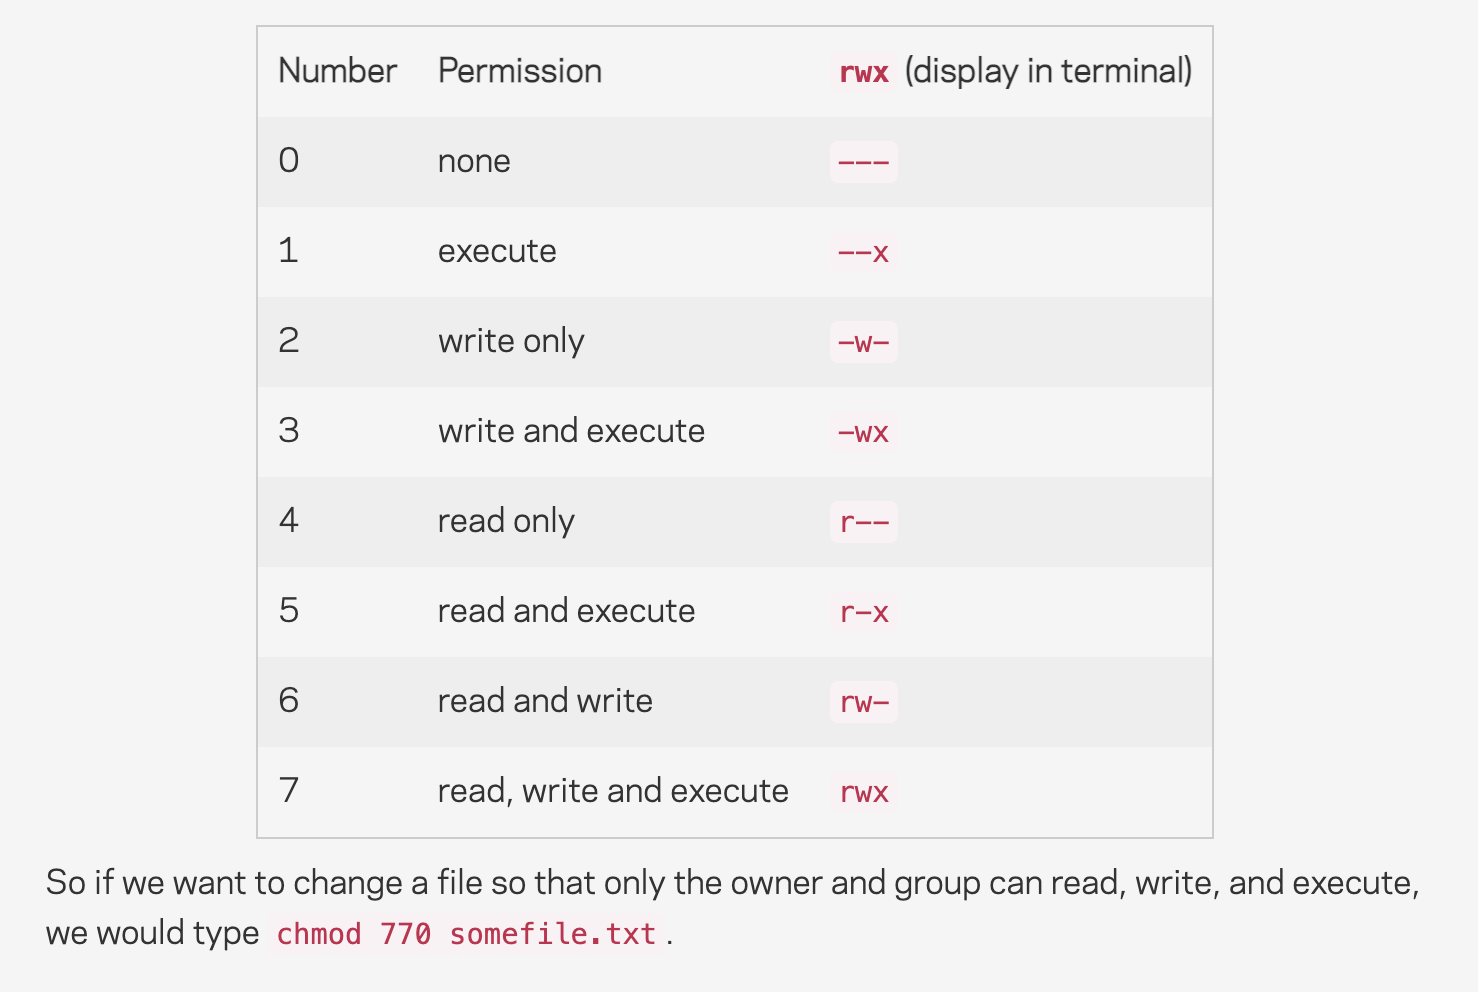 Number Permission rwx (display in terminal)
0 none ---
1 execute --x
2 write only -w-
3 write and execute -wx
4 read only r--
5 read and execute r-x
6 read and write rw-
7 read, write and execute rwx
So if we want to change a file so that only the owner and group can read, write, and execute,
we would type chmod 770 somefile.txt .